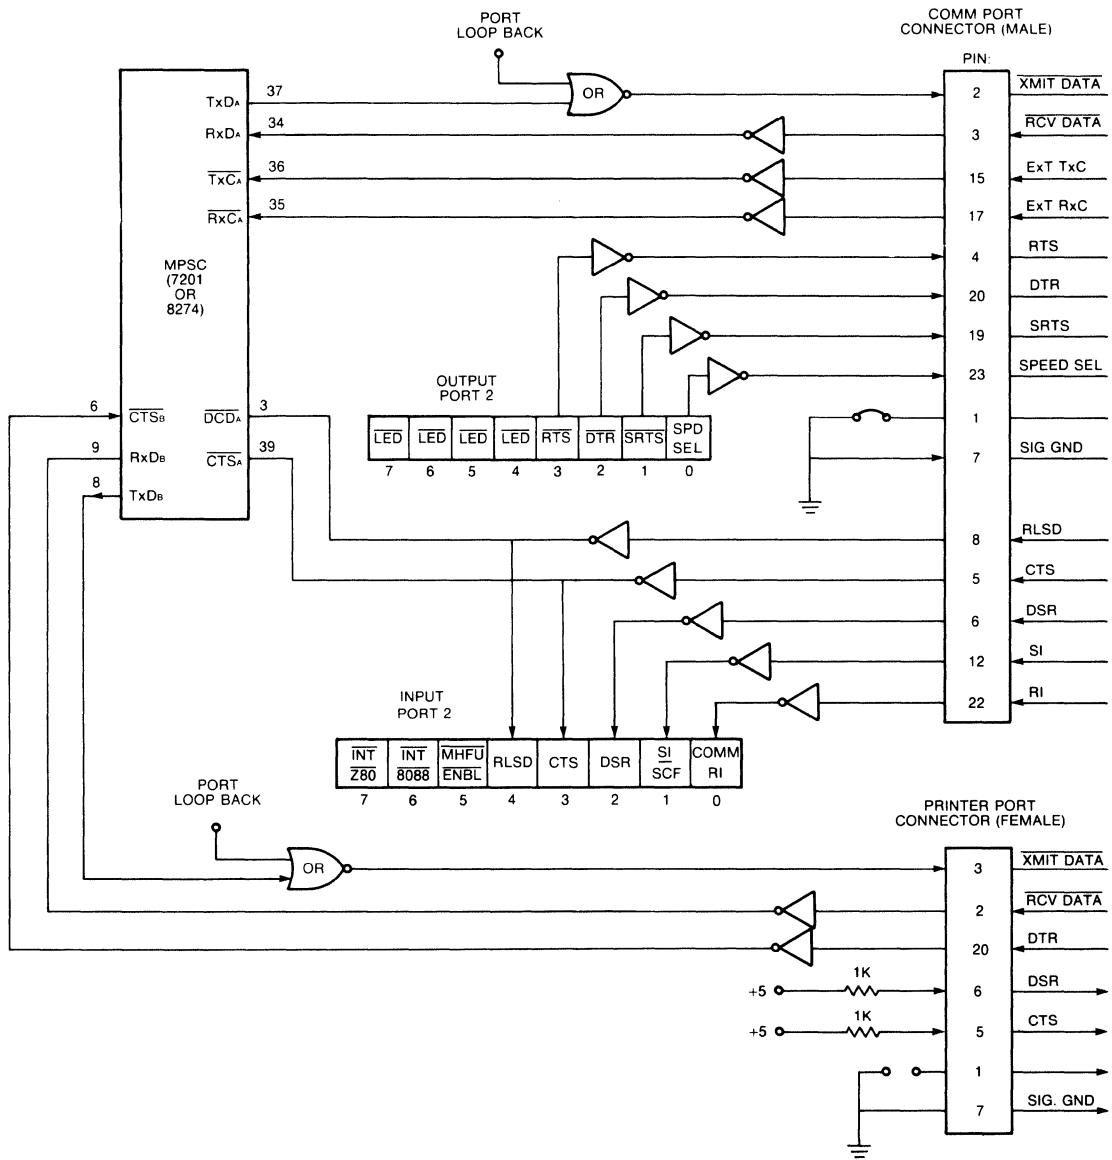 PORT
LOOP BACK
COMM PORT
CONNECTOR (MALE)
PIN:
OR
TxDA
37
2
XMIT DATA
RxDA
34
3
RCV DATA
TxCA
36
15
ExT TxC
RxCA
35
17
ExT RxC
MPSC
(7201
OR
8274)
4
RTS
20
DTR
19
SRTS
23
SPEED SEL
OUTPUT
PORT 2
6
CTSB
DCDA
3
1
LED
LED
LED
LED
RTS
DTR
SRTS
SPD
SEL
7 6 5 4 3 2 1 0
9
RxDB
CTSA
39
7
SIG GND
8
TxDB
8
RLSD
5
CTS
6
DSR
12
SI
22
RI
INPUT
PORT 2
INT
Z80
INT
8088
MHFU
ENBL
RLSD
CTS
DSR
SI
SCF
COMM
RI
7 6 5 4 3 2 1 0
PORT
LOOP BACK
PRINTER PORT
CONNECTOR (FEMALE)
OR
3
XMIT DATA
2
RCV DATA
20
DTR
+5
1K
6
DSR
+5
1K
5
CTS
1
7
SIG. GND